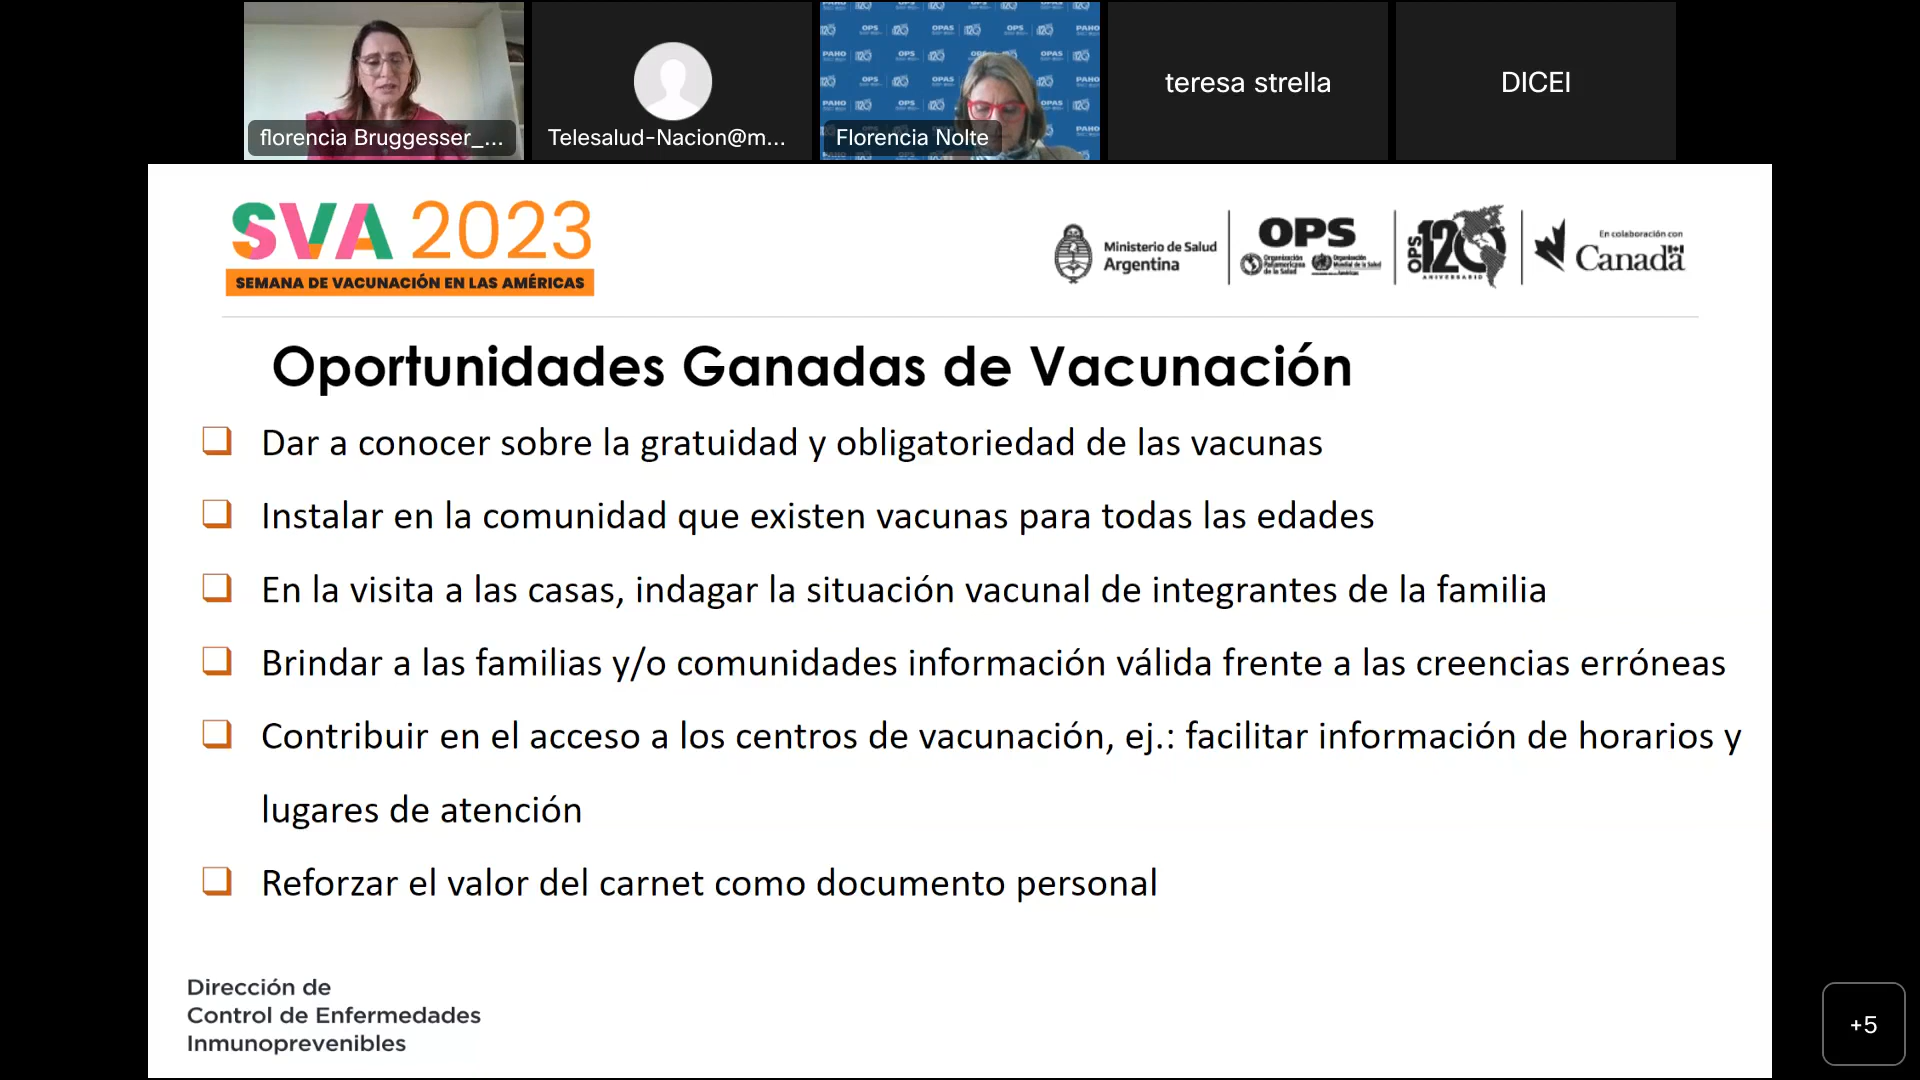 florencia Bruggesser_...
Telesalud-Nacion@m...
Florencia Nolte
teresa strella
DICEI
SVA 2023
SEMANA DE VACUNACIÓN EN LAS AMÉRICAS
Ministerio de Salud
Argentina
OPS
Organización
Panamericana
de la Salud
Organización
Mundial de la Salud
Américas
OPS
120
ANIVERSARIO
En colaboración con
Canada
Oportunidades Ganadas de Vacunación
Dar a conocer sobre la gratuidad y obligatoriedad de las vacunas
Instalar en la comunidad que existen vacunas para todas las edades
En la visita a las casas, indagar la situación vacunal de integrantes de la familia
Brindar a las familias y/o comunidades información válida frente a las creencias erróneas
Contribuir en el acceso a los centros de vacunación, ej.: facilitar información de horarios y
lugares de atención
Reforzar el valor del carnet como documento personal
Dirección de
Control de Enfermedades
Inmunoprevenibles
+5